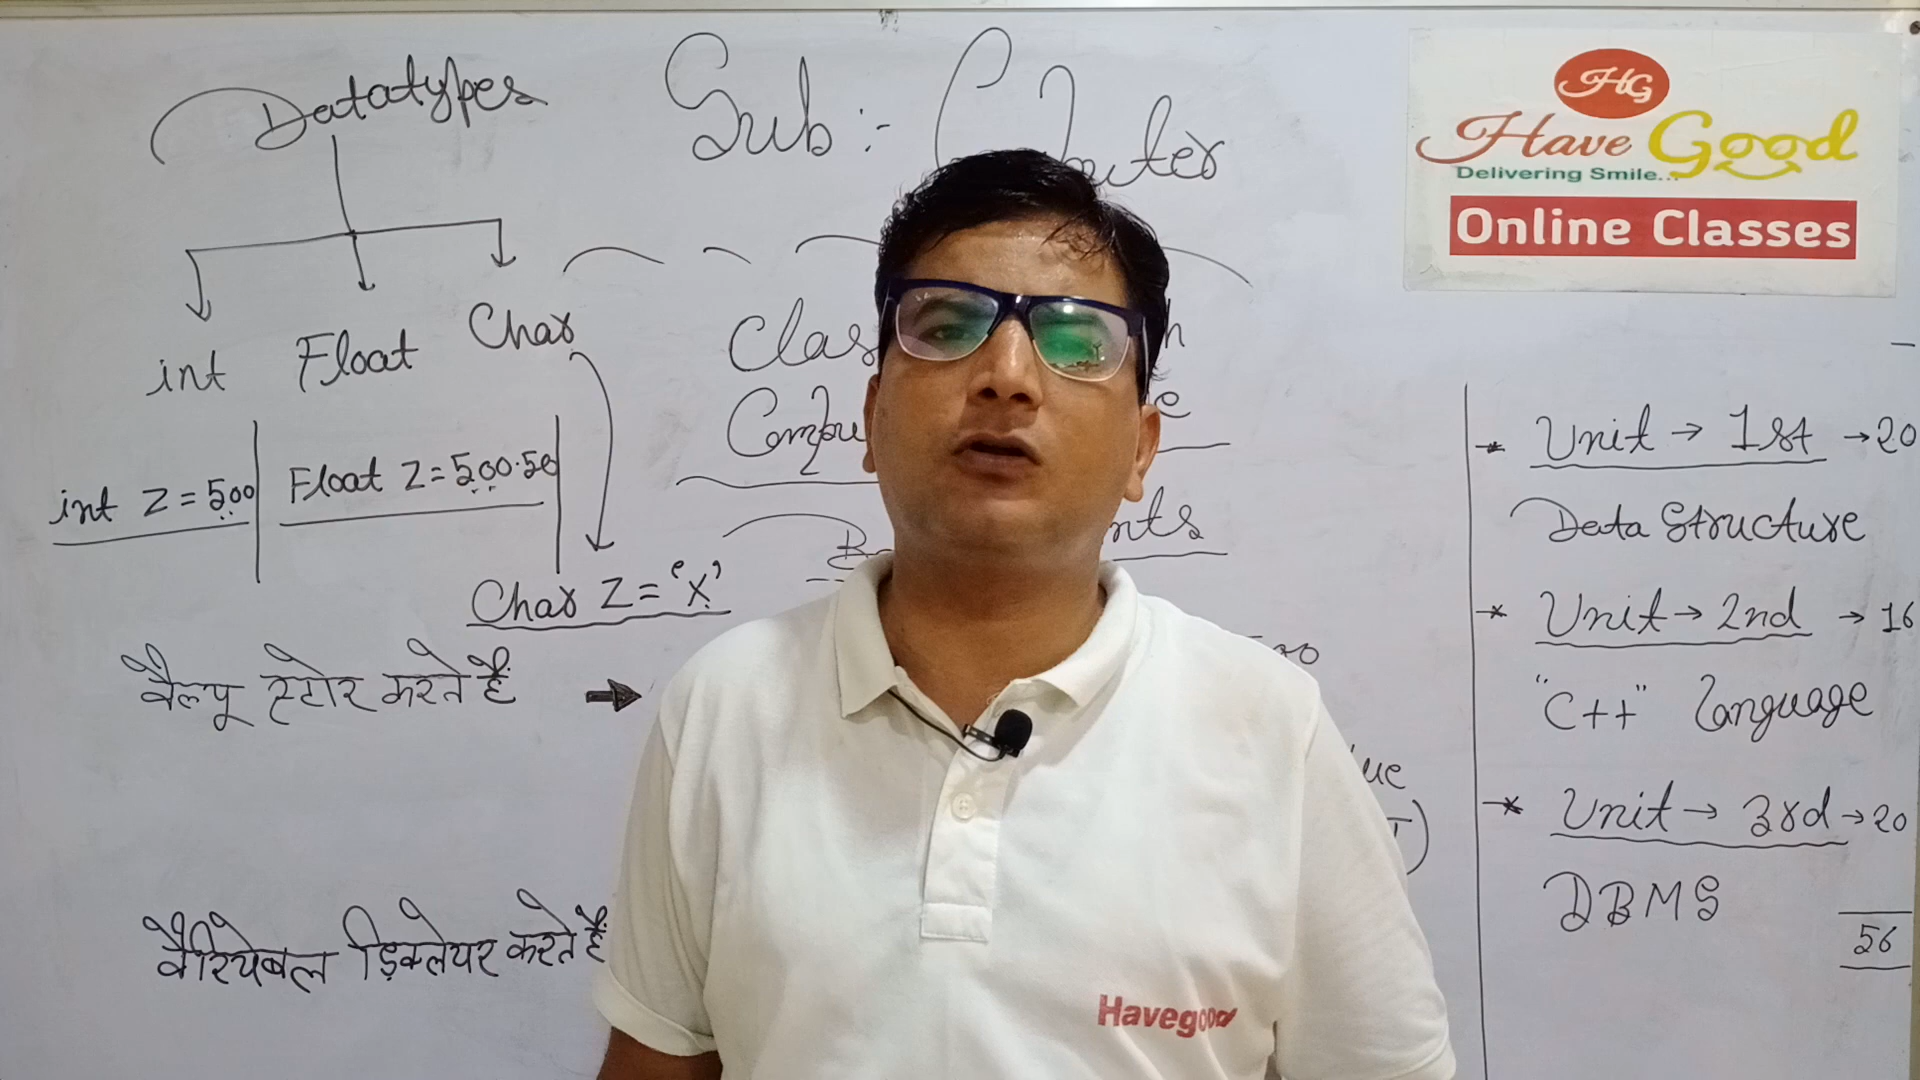 Datatypes
int Float Char
int Z = 500
Float Z = 500.50
Char Z = 'x'
वैल्यू स्टोर करते हैं
वैरियेबल डिक्लेयर करते हैं
Sub :-
HG
Have Good
Delivering Smile...
Online Classes
* Unit → 1st → 20
Data Structure
* Unit → 2nd → 16
"C++" Language
* Unit → 3rd → 20
DBMS
56
Havegood